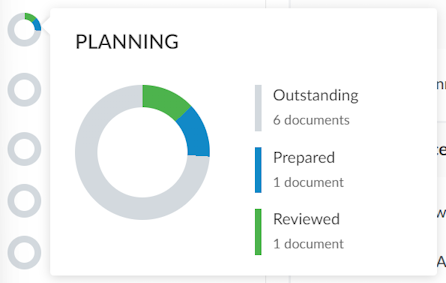 PLANNING
Outstanding
6 documents
Prepared
1 document
Reviewed
1 document